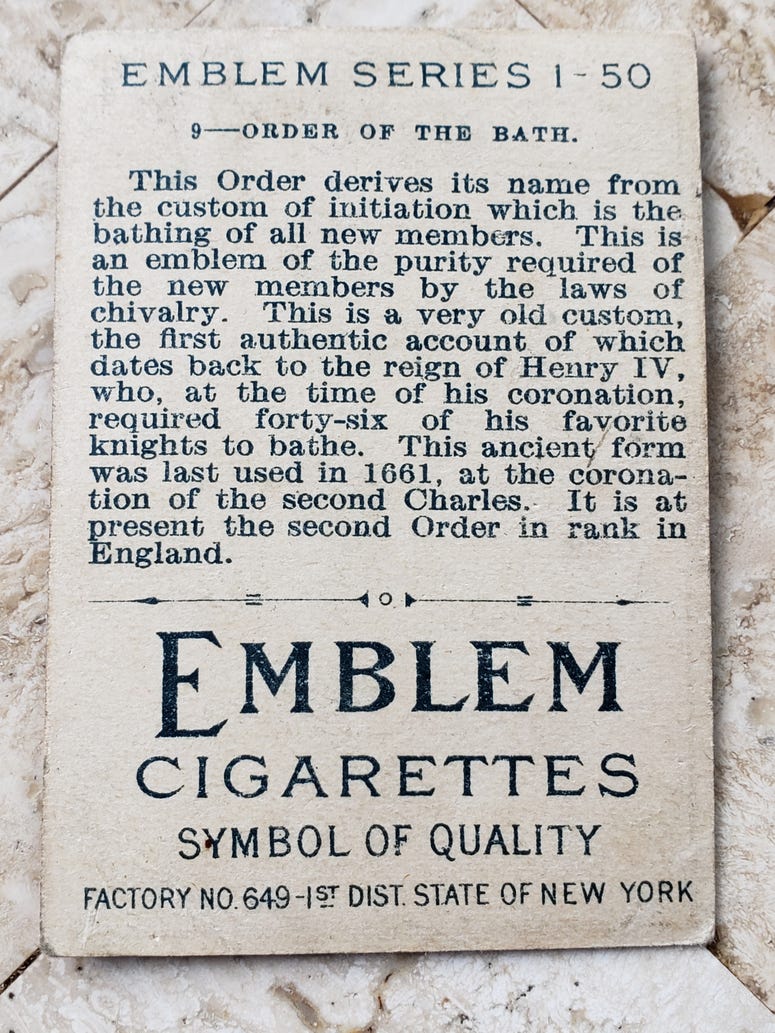 EMBLEM SERIES 1-50
9—ORDER OF THE BATH.
This Order derives its name from
the custom of initiation which is the
bathing of all new members. This is
an emblem of the purity required of
the new members by the laws of
chivalry. This is a very old custom,
the first authentic account of which
dates back to the reign of Henry IV,
who, at the time of his coronation,
required forty-six of his favorite
knights to bathe. This ancient form
was last used in 1661, at the corona-
tion of the second Charles. It is at
present the second Order in rank in
England.
EMBLEM
CIGARETTES
SYMBOL OF QUALITY
FACTORY NO. 649-1ST DIST. STATE OF NEW YORK